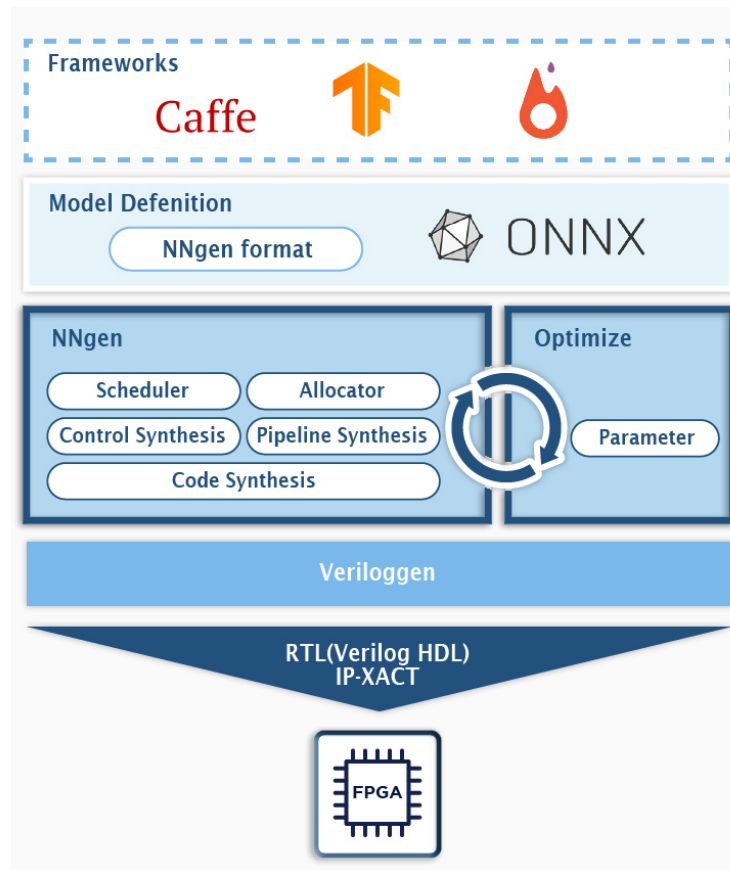 Frameworks
Caffe
Model Defenition
NNgen format
ONNX
NNgen
Optimize
Scheduler
Allocator
Control Synthesis
Pipeline Synthesis
Parameter
Code Synthesis
Veriloggen
RTL(Verilog HDL)
IP-XACT
FPGA